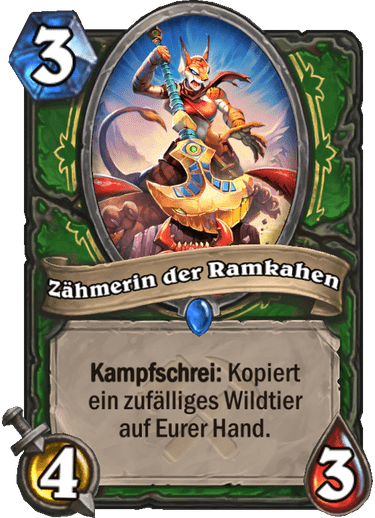 3
Zähmerin der Ramkahen
Kampfschrei: Kopiert
ein zufälliges Wildtier
auf Eurer Hand.
4
3